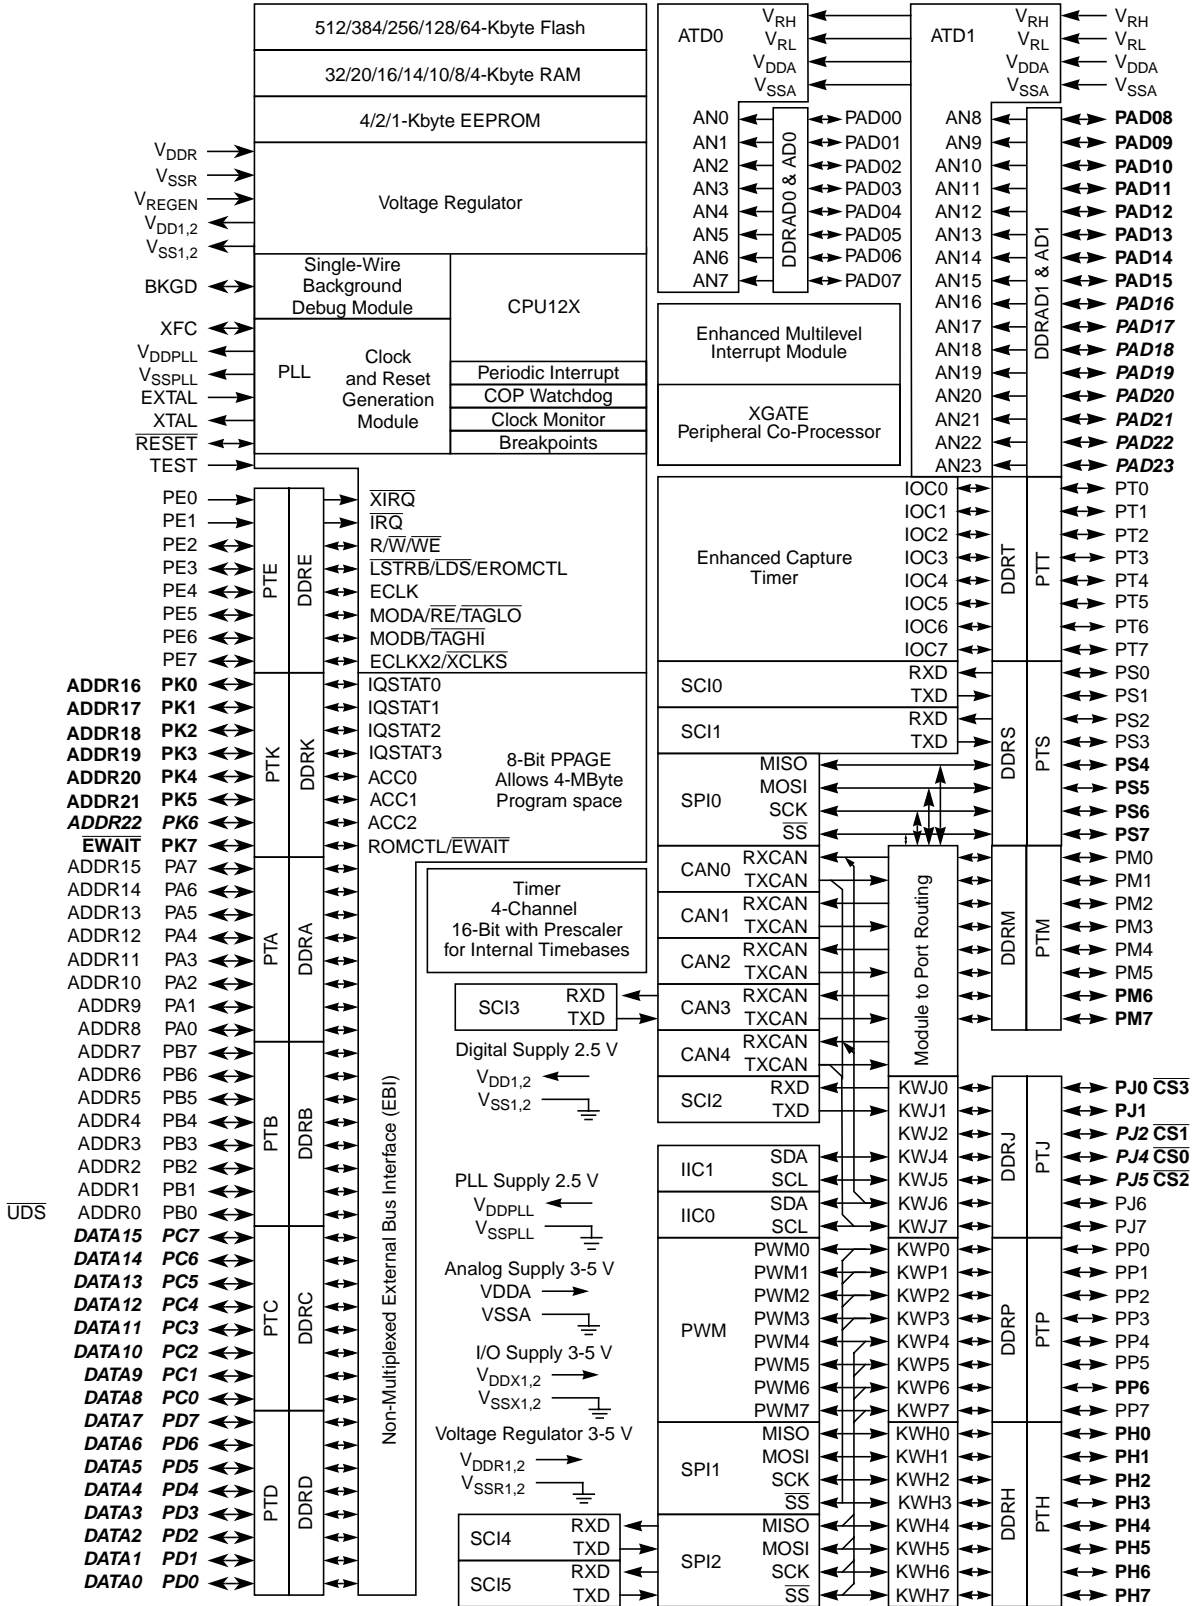 512/384/256/128/64-Kbyte Flash
32/20/16/14/10/8/4-Kbyte RAM
4/2/1-Kbyte EEPROM
Voltage Regulator
VDDR
VSSR
VREGEN
VDD1,2
VSS1,2
BKGD
XFC
VDDPLL
VSSPLL
EXTAL
XTAL
RESET
TEST
Single-Wire
Background
Debug Module
CPU12X
PLL
Clock
and Reset
Generation
Module
Periodic Interrupt
COP Watchdog
Clock Monitor
Breakpoints
PE0
PE1
PE2
PE3
PE4
PE5
PE6
PE7
PTE
DDRE
XIRQ
IRQ
R/W/WE
LSTRB/LDS/EROMCTL
ECLK
MODA/RE/TAGLO
MODB/TAGHI
ECLKX2/XCLKS
ADDR16 PK0
ADDR17 PK1
ADDR18 PK2
ADDR19 PK3
ADDR20 PK4
ADDR21 PK5
ADDR22 PK6
EWAIT PK7
PTK
DDRK
IQSTAT0
IQSTAT1
IQSTAT2
IQSTAT3
ACC0
ACC1
ACC2
ROMCTL/EWAIT
8-Bit PPAGE
Allows 4-MByte
Program space
ADDR15 PA7
ADDR14 PA6
ADDR13 PA5
ADDR12 PA4
ADDR11 PA3
ADDR10 PA2
ADDR9 PA1
ADDR8 PA0
PTA
DDRA
ADDR7 PB7
ADDR6 PB6
ADDR5 PB5
ADDR4 PB4
ADDR3 PB3
ADDR2 PB2
ADDR1 PB1
UDS ADDR0 PB0
PTB
DDRB
DATA15 PC7
DATA14 PC6
DATA13 PC5
DATA12 PC4
DATA11 PC3
DATA10 PC2
DATA9 PC1
DATA8 PC0
PTC
DDRC
DATA7 PD7
DATA6 PD6
DATA5 PD5
DATA4 PD4
DATA3 PD3
DATA2 PD2
DATA1 PD1
DATA0 PD0
PTD
DDRD
Non-Multiplexed External Bus Interface (EBI)
Timer
4-Channel
16-Bit with Prescaler
for Internal Timebases
SCI3
RXD
TXD
Digital Supply 2.5 V
VDD1,2
VSS1,2
PLL Supply 2.5 V
VDDPLL
VSSPLL
Analog Supply 3-5 V
VDDA
VSSA
I/O Supply 3-5 V
VDDX1,2
VSSX1,2
Voltage Regulator 3-5 V
VDDR1,2
VSSR1,2
SCI4
RXD
TXD
SCI5
RXD
TXD
ATD0
VRH
VRL
VDDA
VSSA
AN0
AN1
AN2
AN3
AN4
AN5
AN6
AN7
DDRAD0 & AD0
PAD00
PAD01
PAD02
PAD03
PAD04
PAD05
PAD06
PAD07
ATD1
VRH
VRL
VDDA
VSSA
VRH
VRL
VDDA
VSSA
AN8
AN9
AN10
AN11
AN12
AN13
AN14
AN15
AN16
AN17
AN18
AN19
AN20
AN21
AN22
AN23
DDRAD1 & AD1
PAD08
PAD09
PAD10
PAD11
PAD12
PAD13
PAD14
PAD15
PAD16
PAD17
PAD18
PAD19
PAD20
PAD21
PAD22
PAD23
Enhanced Multilevel
Interrupt Module
XGATE
Peripheral Co-Processor
Enhanced Capture
Timer
IOC0
IOC1
IOC2
IOC3
IOC4
IOC5
IOC6
IOC7
DDRT
PTT
PT0
PT1
PT2
PT3
PT4
PT5
PT6
PT7
SCI0
RXD
TXD
SCI1
RXD
TXD
SPI0
MISO
MOSI
SCK
SS
DDRS
PTS
PS0
PS1
PS2
PS3
PS4
PS5
PS6
PS7
CAN0
RXCAN
TXCAN
CAN1
RXCAN
TXCAN
CAN2
RXCAN
TXCAN
CAN3
RXCAN
TXCAN
CAN4
RXCAN
TXCAN
Module to Port Routing
DDRM
PTM
PM0
PM1
PM2
PM3
PM4
PM5
PM6
PM7
SCI2
RXD
TXD
IIC1
SDA
SCL
IIC0
SDA
SCL
KWJ0
KWJ1
KWJ2
KWJ4
KWJ5
KWJ6
KWJ7
DDRJ
PTJ
PJ0 CS3
PJ1
PJ2 CS1
PJ4 CS0
PJ5 CS2
PJ6
PJ7
PWM
PWM0
PWM1
PWM2
PWM3
PWM4
PWM5
PWM6
PWM7
KWP0
KWP1
KWP2
KWP3
KWP4
KWP5
KWP6
KWP7
DDRP
PTP
PP0
PP1
PP2
PP3
PP4
PP5
PP6
PP7
SPI1
MISO
MOSI
SCK
SS
SPI2
MISO
MOSI
SCK
SS
KWH0
KWH1
KWH2
KWH3
KWH4
KWH5
KWH6
KWH7
DDRH
PTH
PH0
PH1
PH2
PH3
PH4
PH5
PH6
PH7